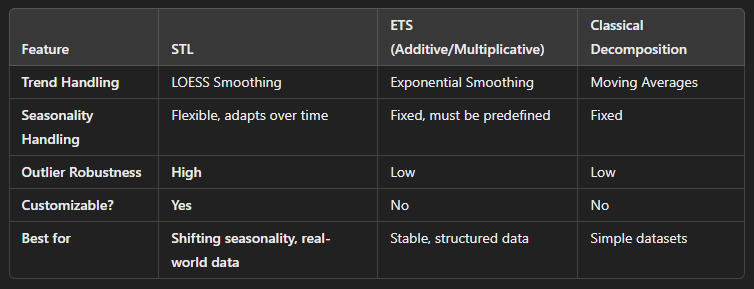 Feature STL ETS (Additive/Multiplicative) Classical Decomposition
Trend Handling LOESS Smoothing Exponential Smoothing Moving Averages
Seasonality Handling Flexible, adapts over time Fixed, must be predefined Fixed
Outlier Robustness High Low Low
Customizable? Yes No No
Best for Shifting seasonality, real-world data Stable, structured data Simple datasets